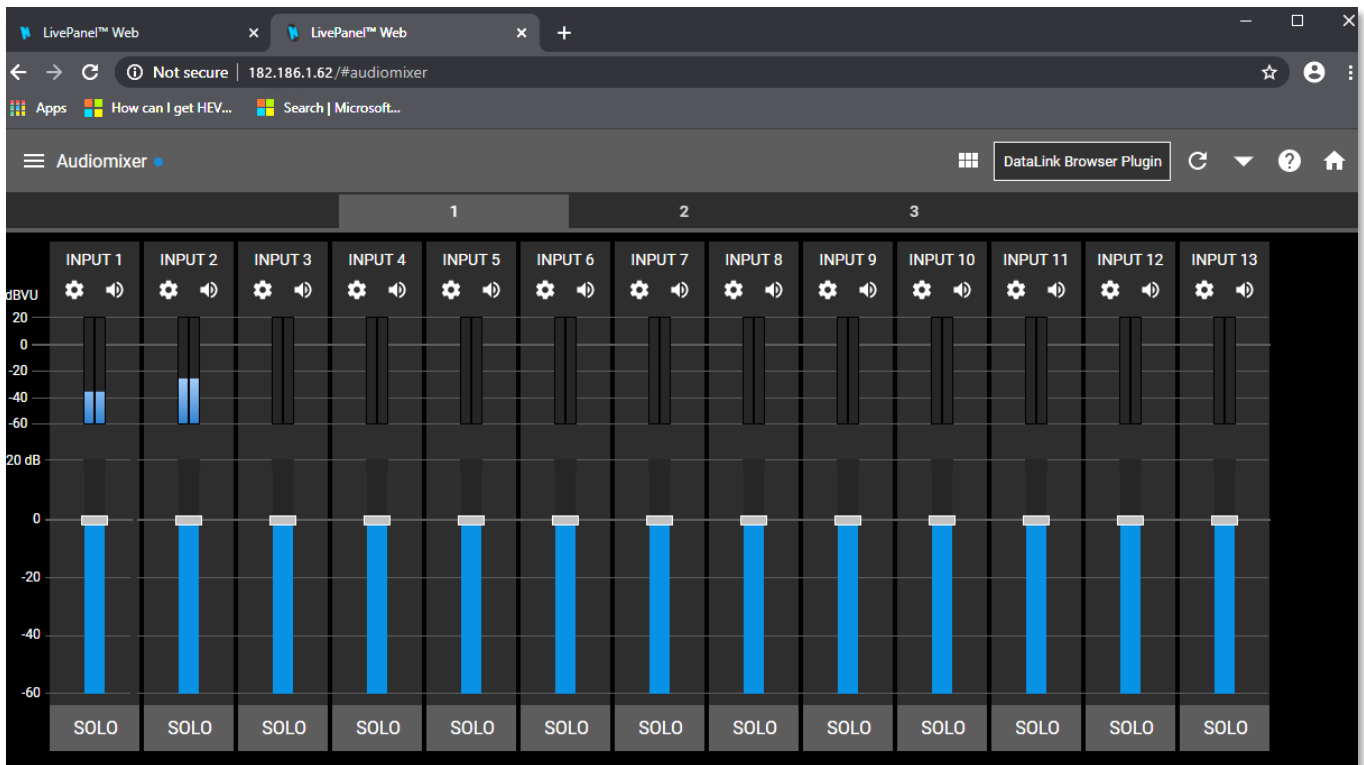 LivePanel™ Web
LivePanel™ Web
Not secure | 182.186.1.62/#audiomixer
Apps How can I get HEV... Search | Microsoft...
Audiomixer DataLink Browser Plugin
1 2 3
INPUT 1 INPUT 2 INPUT 3 INPUT 4 INPUT 5 INPUT 6 INPUT 7 INPUT 8 INPUT 9 INPUT 10 INPUT 11 INPUT 12 INPUT 13
dBVU
20
0
-20
-40
-60
20 dB
0
-20
-40
-60
SOLO SOLO SOLO SOLO SOLO SOLO SOLO SOLO SOLO SOLO SOLO SOLO SOLO